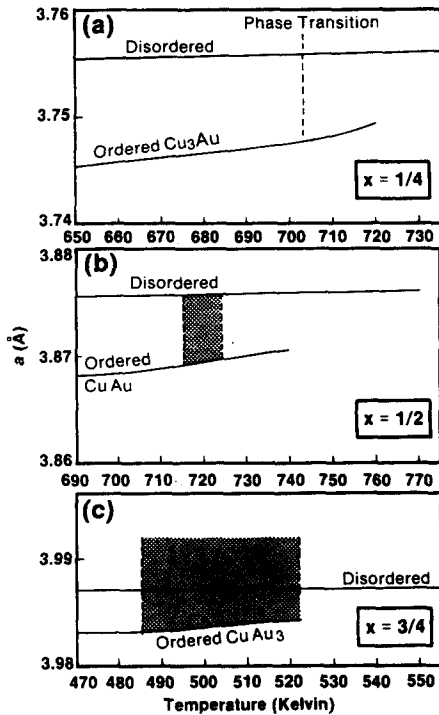 3.76
(a)
Phase Transition
Disordered
3.75
Ordered Cu₃Au
x = 1/4
3.74
650 660 670 680 690 700 710 720 730
3.88
(b)
Disordered
a (Å)
3.87
Ordered
Cu Au
x = 1/2
3.86
690 700 710 720 730 740 750 760 770
(c)
3.99
Disordered
Ordered Cu Au₃
x = 3/4
3.98
470 480 490 500 510 520 530 540 550
Temperature (Kelvin)